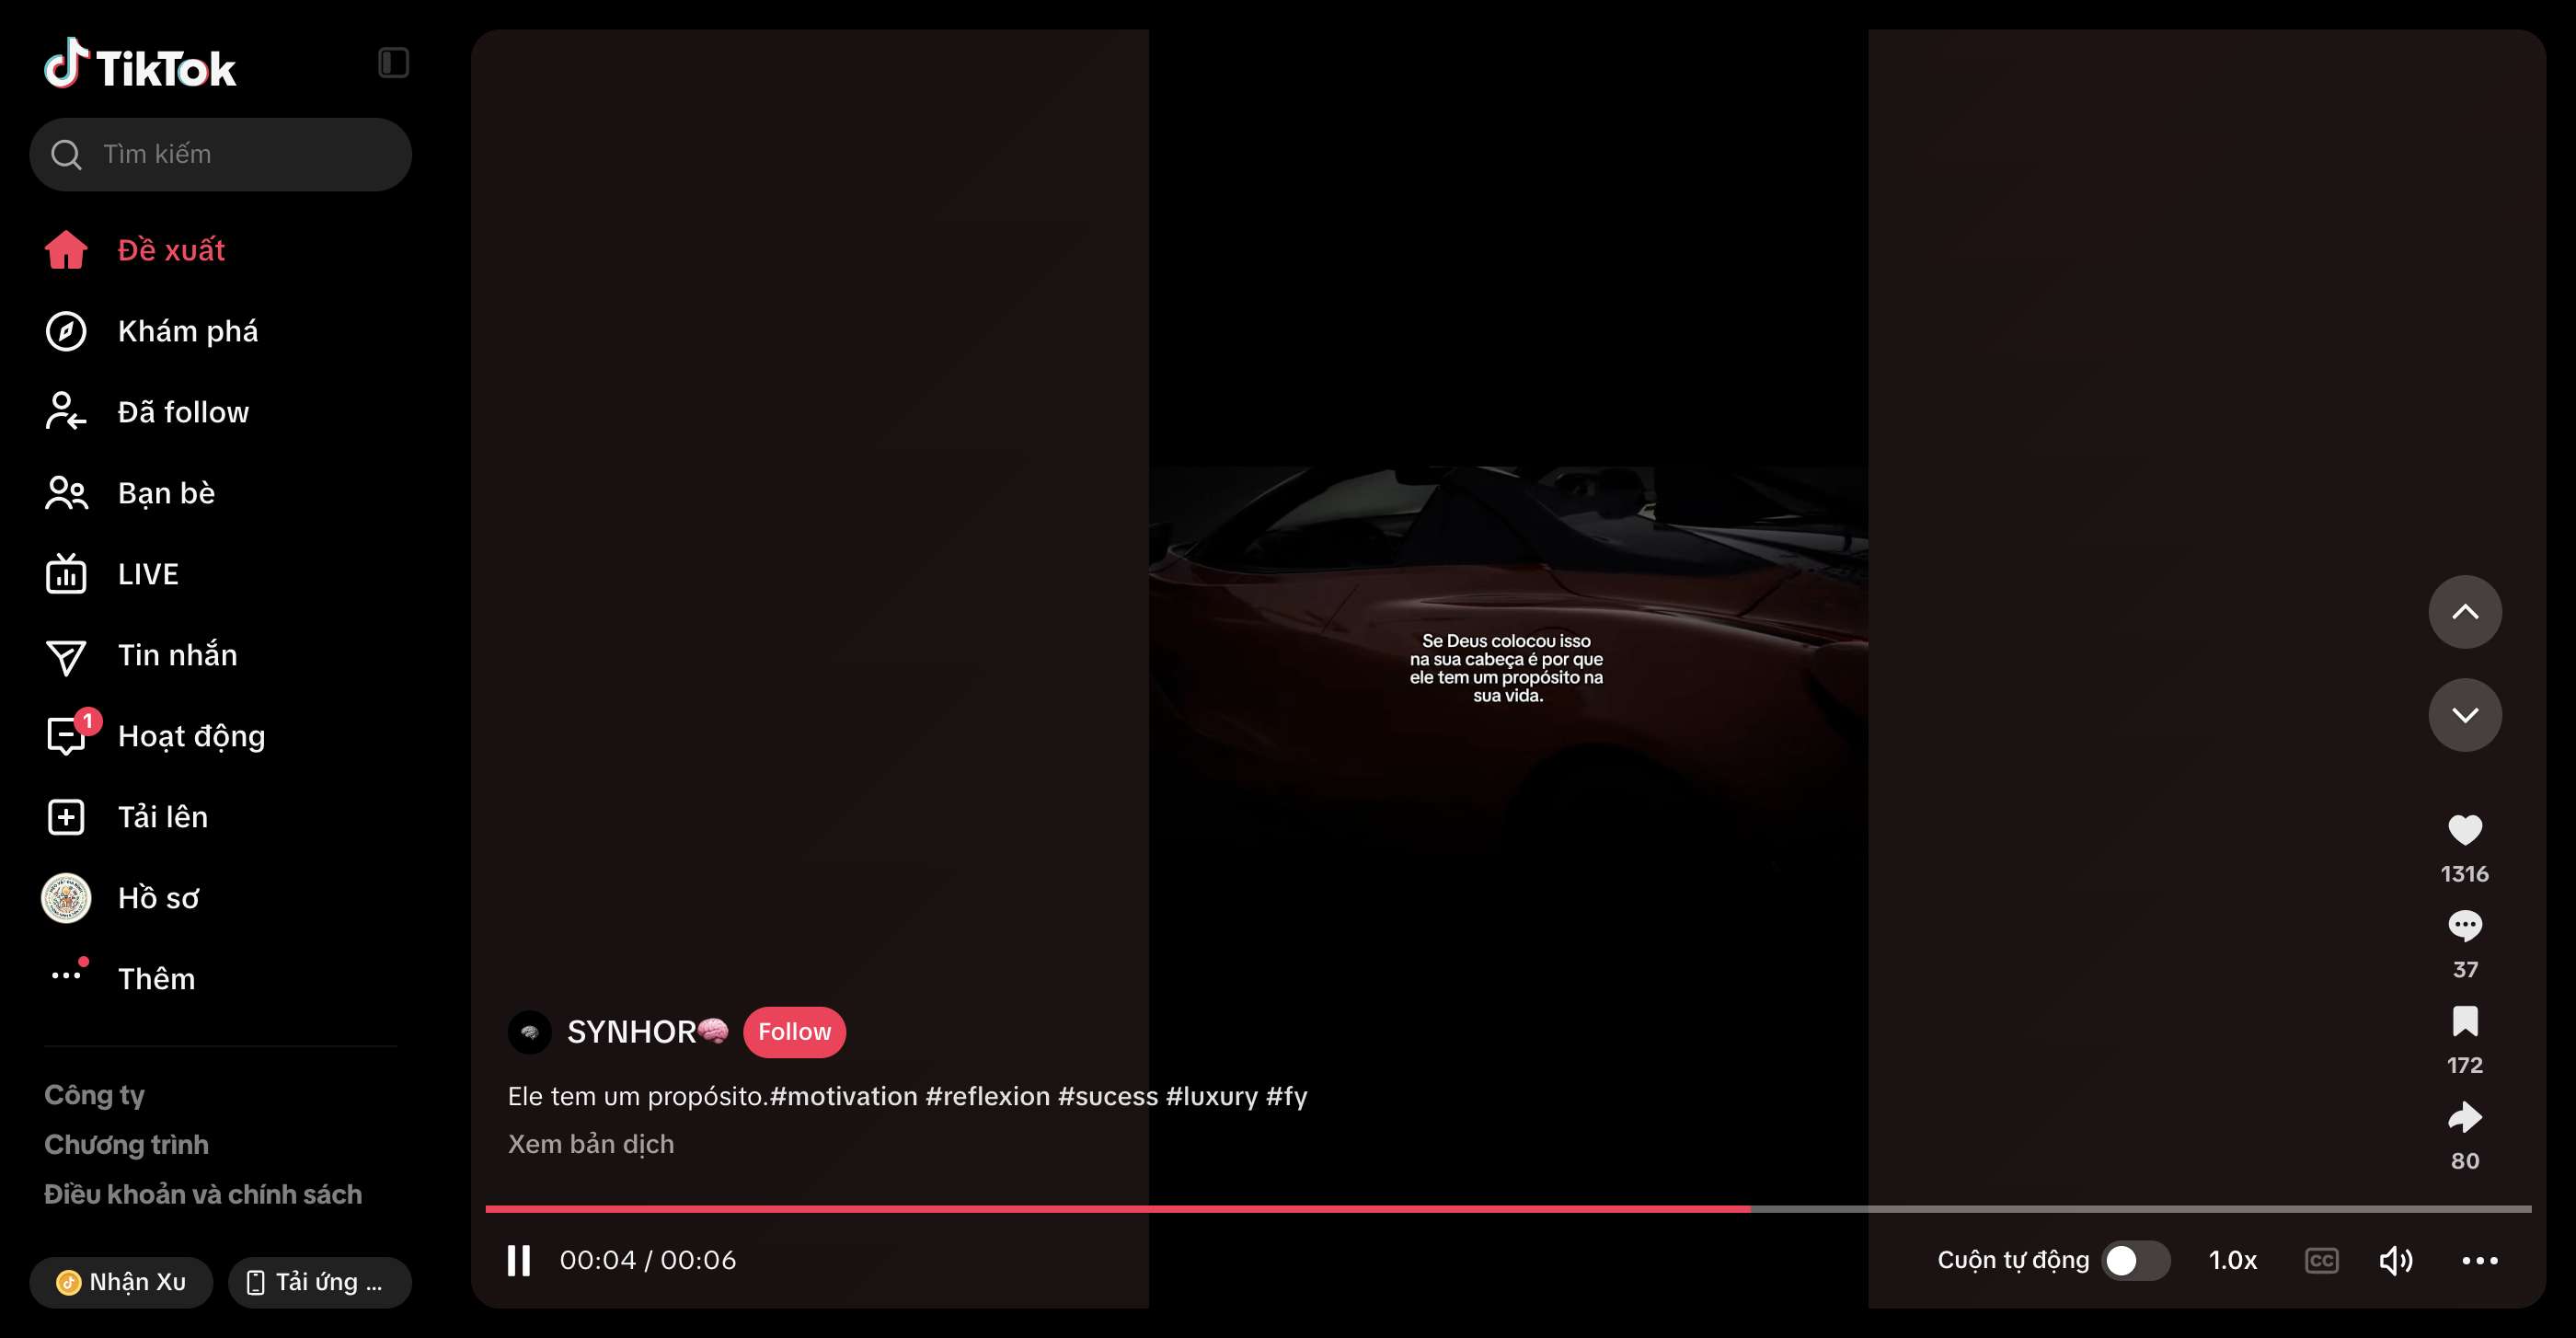 TikTok
Tìm kiếm
Đề xuất
Khám phá
Đã follow
Bạn bè
LIVE
Tin nhắn
1
Hoạt động
Tải lên
Hồ sơ
Thêm
Công ty
Chương trình
Điều khoản và chính sách
Nhận Xu
Tải ứng ...
Se Deus colocou isso
na sua cabeça é por que
ele tem um propósito na
sua vida.
1316
37
172
80
SYNHOR🧠 Follow
Ele tem um propósito.#motivation #reflexion #sucess #luxury #fy
Xem bản dịch
00:04 / 00:06
Cuộn tự động
1.0x
CC